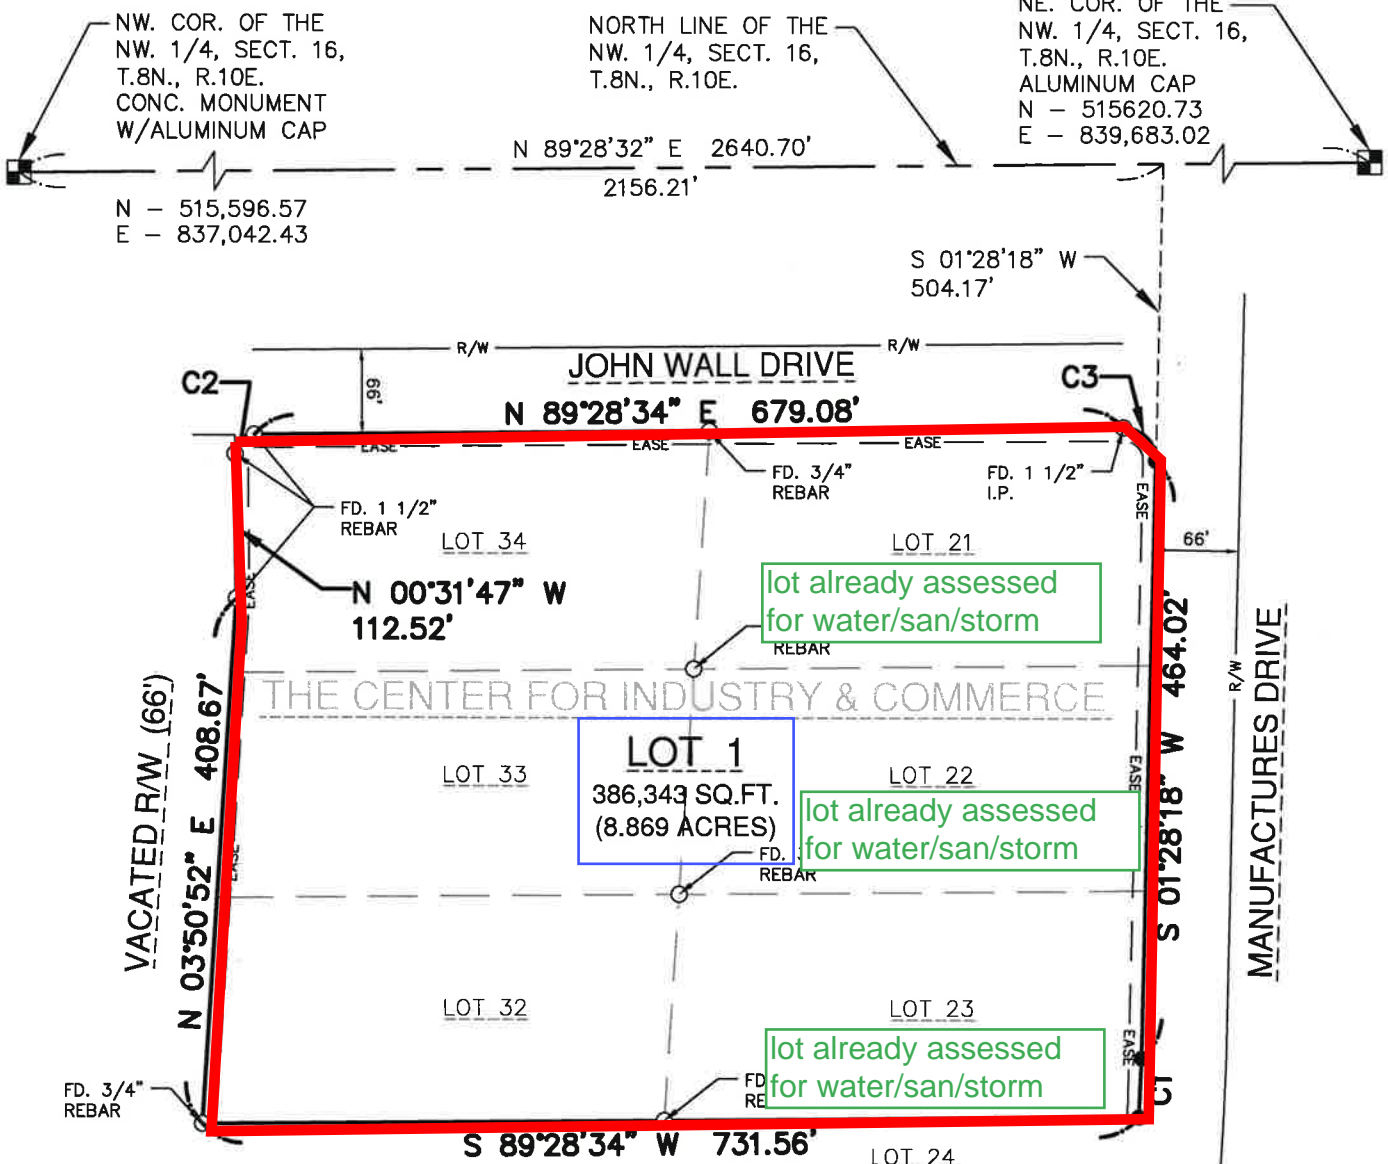 NW. COR. OF THE
NW. 1/4, SECT. 16,
T.8N., R.10E.
CONC. MONUMENT
W/ALUMINUM CAP
NORTH LINE OF THE
NW. 1/4, SECT. 16,
T.8N., R.10E.
NE. COR. OF THE
NW. 1/4, SECT. 16,
T.8N., R.10E.
ALUMINUM CAP
N - 515620.73
E - 839,683.02
N 89°28'32" E 2640.70'
2156.21'
N - 515,596.57
E - 837,042.43
S 01°28'18" W
504.17'
R/W
R/W
JOHN WALL DRIVE
66'
C2
C3
N 89°28'34" E 679.08'
EASE
EASE
EASE
FD. 3/4"
REBAR
FD. 1 1/2"
I.P.
FD. 1 1/2"
REBAR
EASE
LOT 34
LOT 21
66'
lot already assessed
for water/san/storm
EASE
N 00°31'47" W
112.52'
REBAR
THE CENTER FOR INDUSTRY & COMMERCE
R/W
VACATED R/W (66')
N 03°50'52" E 408.67'
EASE
LOT 1
386,343 SQ.FT.
(8.869 ACRES)
LOT 33
LOT 22
EASE
S 01°28'18" W 464.02'
MANUFACTURES DRIVE
lot already assessed
for water/san/storm
FD.
REBAR
LOT 32
LOT 23
EASE
lot already assessed
for water/san/storm
FD
C1
FD. 3/4"
REBAR
S 89°28'34" W 731.56'
LOT 24